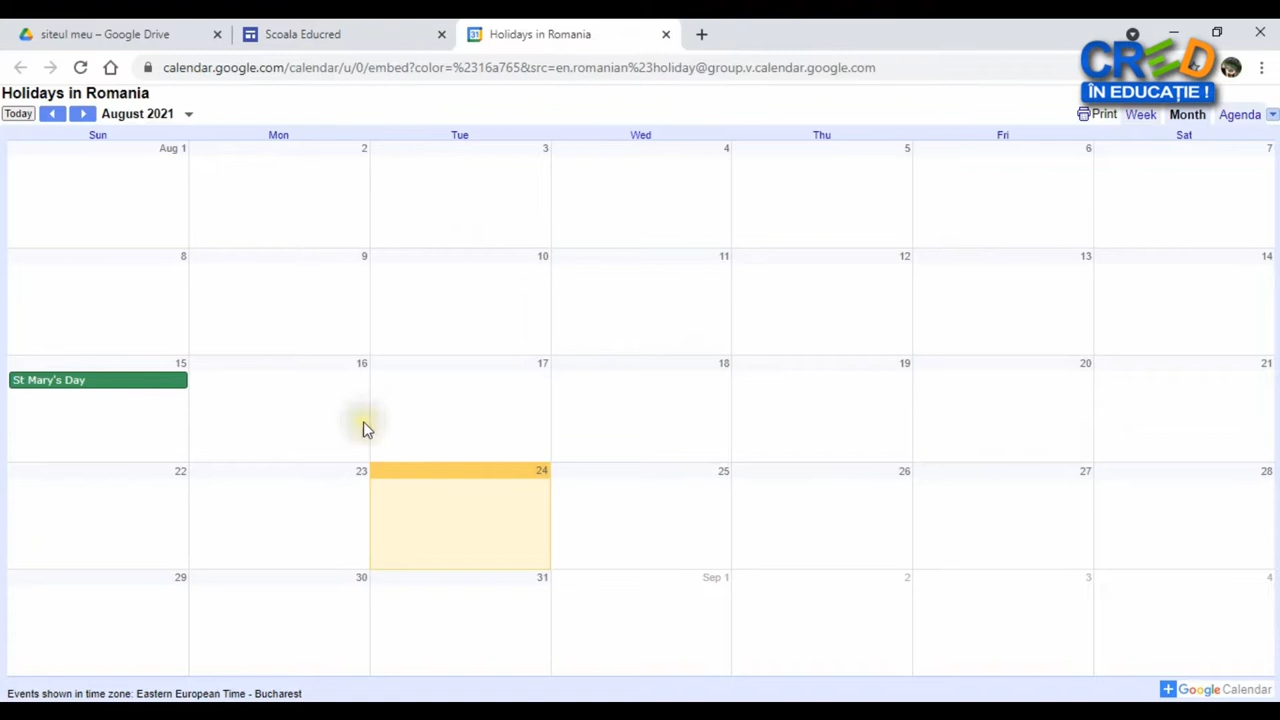 siteul meu – Google Drive
Scoala Educred
Holidays in Romania
calendar.google.com/calendar/u/0/embed?color=%2316a765&src=en.romanian%23holiday@group.v.calendar.google.com
CRED
ÎN EDUCAȚIE !
Holidays in Romania
Today August 2021 Print Week Month Agenda
Sun Mon Tue Wed Thu Fri Sat
Aug 1 2 3 4 5 6 7
8 9 10 11 12 13 14
15 16 17 18 19 20 21
St Mary's Day
22 23 24 25 26 27 28
29 30 31 Sep 1 2 3 4
Events shown in time zone: Eastern European Time - Bucharest
Google Calendar